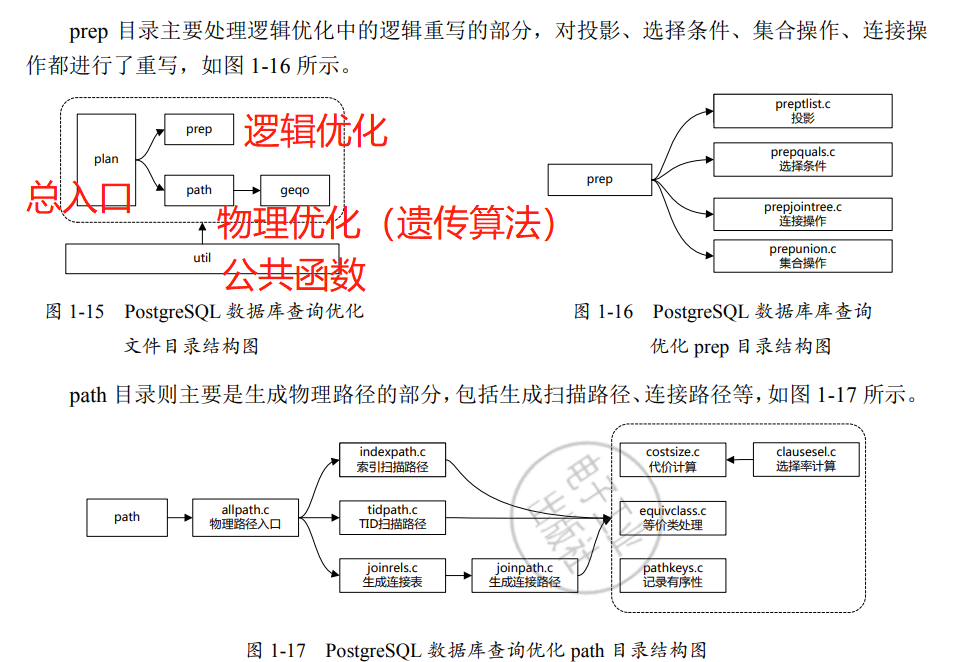 prep 目录主要处理逻辑优化中的逻辑重写的部分，对投影、选择条件、集合操作、连接操
作都进行了重写，如图 1-16 所示。
plan
prep
path
geqo
util
逻辑优化
总入口
物理优化（遗传算法）
公共函数
prep
preptlist.c
投影
prepquals.c
选择条件
prepjointree.c
连接操作
prepunion.c
集合操作
图 1-15 PostgreSQL 数据库查询优化
文件目录结构图
图 1-16 PostgreSQL 数据库库查询
优化 prep 目录结构图
path 目录则主要是生成物理路径的部分，包括生成扫描路径、连接路径等，如图 1-17 所示。
path
allpath.c
物理路径入口
indexpath.c
索引扫描路径
tidpath.c
TID扫描路径
joinrels.c
生成连接表
joinpath.c
生成连接路径
costsize.c
代价计算
clausesel.c
选择率计算
equivclass.c
等价类处理
pathkeys.c
记录有序性
电子工业
出版社
图 1-17 PostgreSQL 数据库查询优化 path 目录结构图